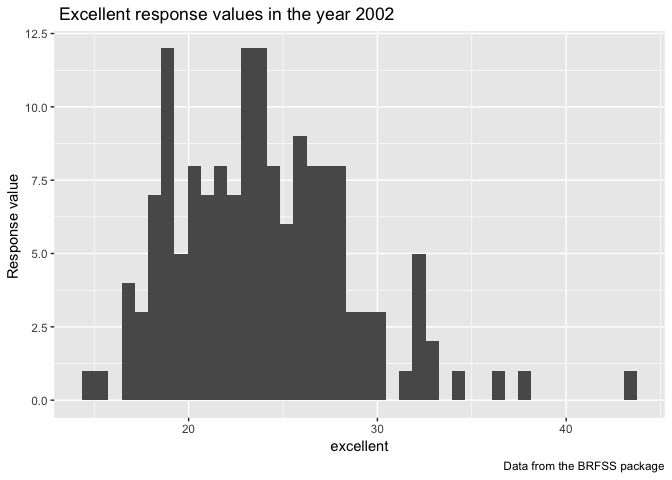 Excellent response values in the year 2002
12.5
10.0
7.5
5.0
2.5
0.0
Response value
20 30 40
excellent
Data from the BRFSS package